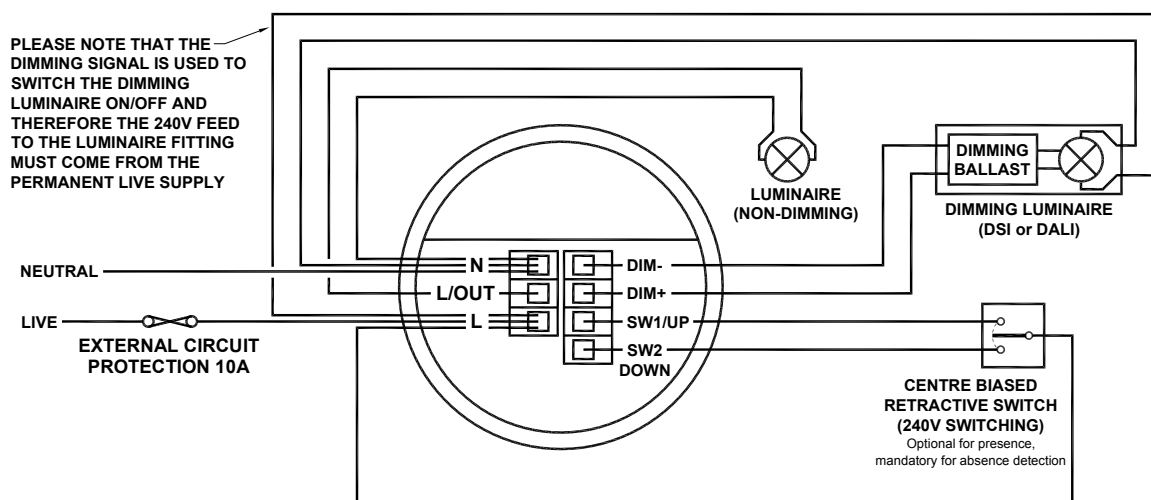 PLEASE NOTE THAT THE
DIMMING SIGNAL IS USED TO
SWITCH THE DIMMING
LUMINAIRE ON/OFF AND
THEREFORE THE 240V FEED
TO THE LUMINAIRE FITTING
MUST COME FROM THE
PERMANENT LIVE SUPPLY
LUMINAIRE
(NON-DIMMING)
DIMMING
BALLAST
DIMMING LUMINAIRE
(DSI or DALI)
NEUTRAL
N
L/OUT
L
LIVE
EXTERNAL CIRCUIT
PROTECTION 10A
DIM-
DIM+
SW1/UP
SW2
DOWN
CENTRE BIASED
RETRACTIVE SWITCH
(240V SWITCHING)
Optional for presence,
mandatory for absence detection